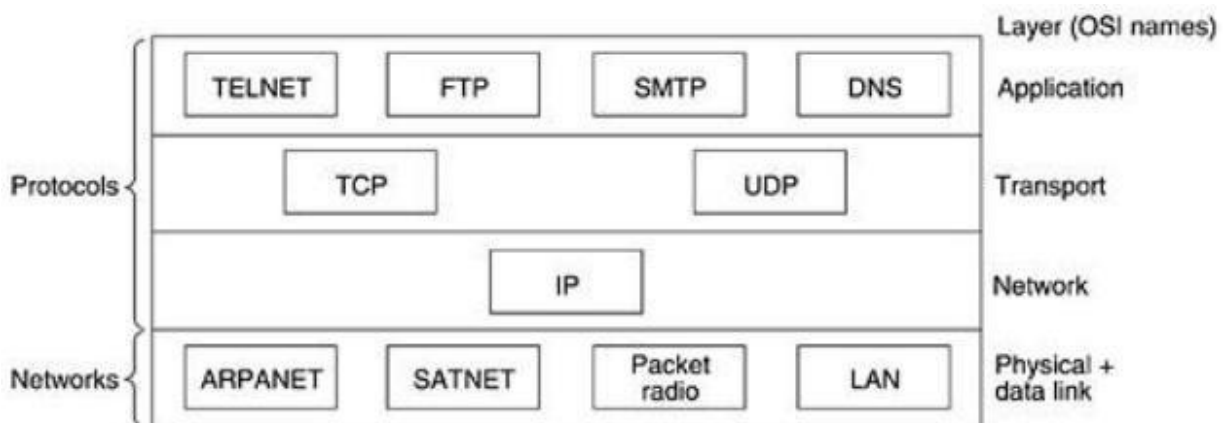 Layer (OSI names)
TELNET FTP SMTP DNS Application
Protocols TCP UDP Transport
IP Network
Networks ARPANET SATNET Packet radio LAN Physical + data link